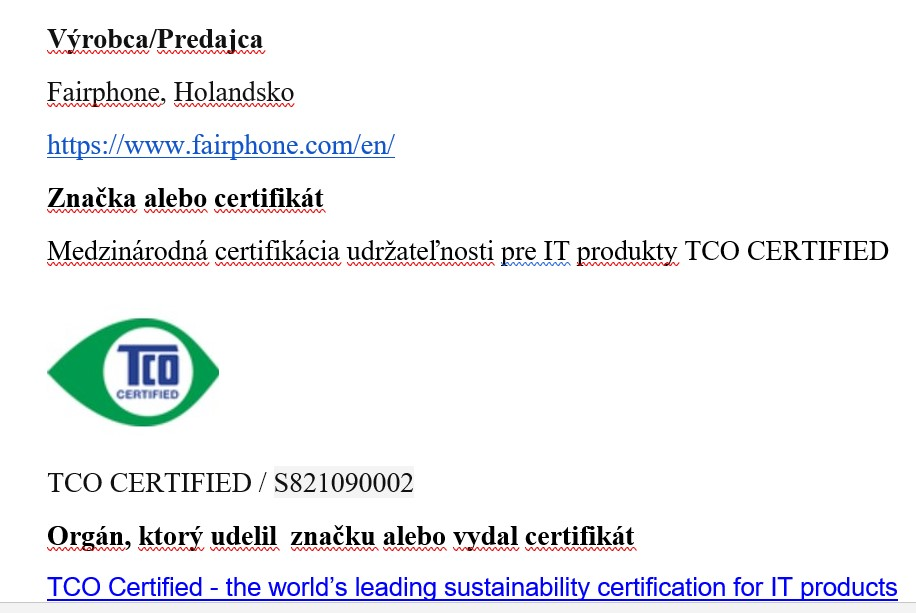 Výrobca/Predajca
Fairphone, Holandsko
https://www.fairphone.com/en/
Značka alebo certifikát
Medzinárodná certifikácia udržateľnosti pre IT produkty TCO CERTIFIED
TCO
CERTIFIED
TCO CERTIFIED / S821090002
Orgán, ktorý udelil  značku alebo vydal certifikát
TCO Certified - the world’s leading sustainability certification for IT products